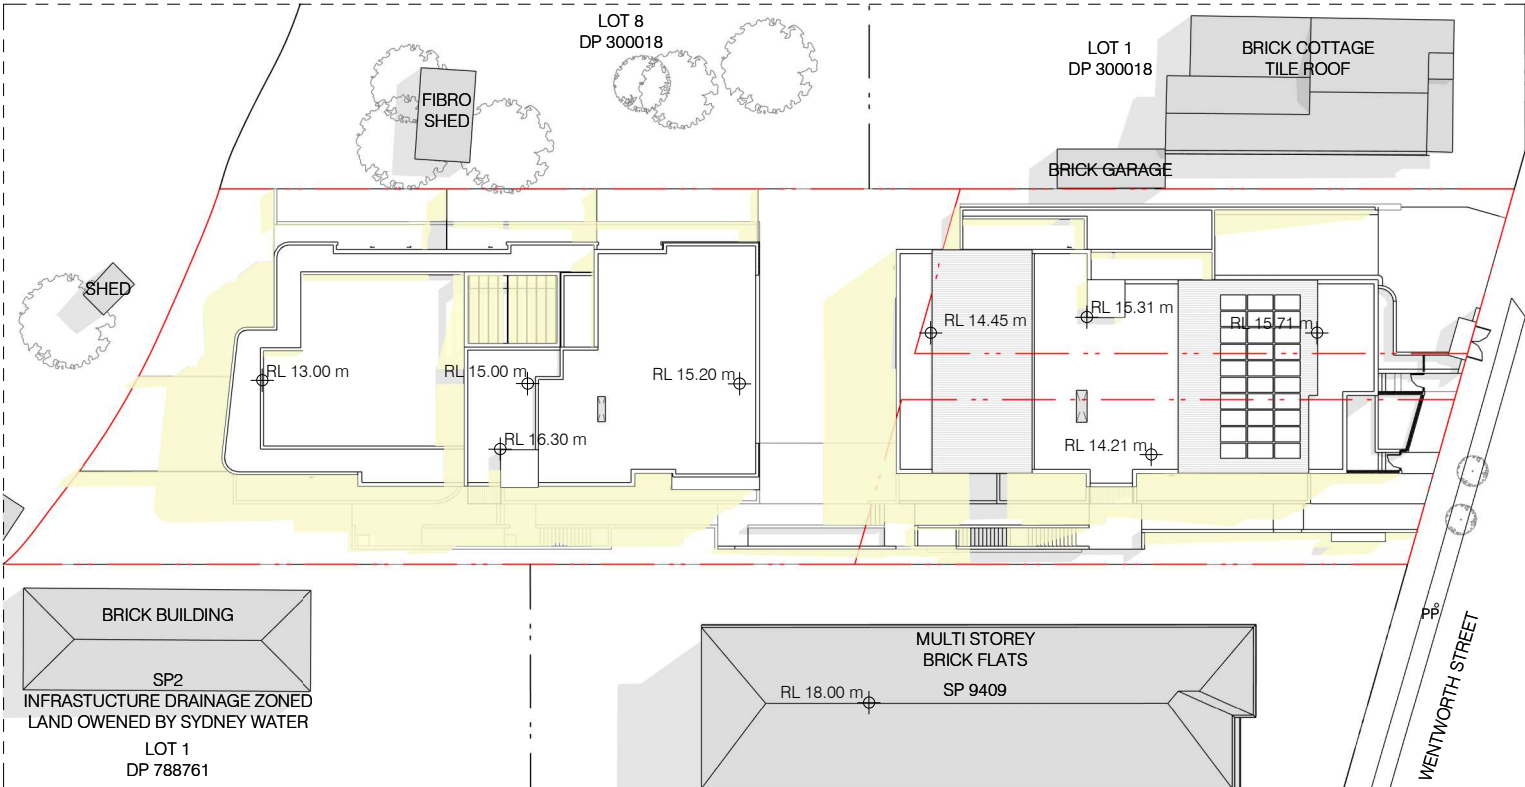 LOT 8
DP 300018
LOT 1
DP 300018
BRICK COTTAGE
TILE ROOF
FIBRO
SHED
BRICK GARAGE
SHED
RL 15.31 m
RL 14.45 m
RL 15.71 m
RL 13.00 m
RL 15.00 m
RL 15.20 m
RL 16.30 m
RL 14.21 m
BRICK BUILDING
SP2
INFRASTUCTURE DRAINAGE ZONED
LAND OWENED BY SYDNEY WATER
LOT 1
DP 788761
MULTI STOREY
BRICK FLATS
SP 9409
RL 18.00 m
PP
WENTWORTH STREET